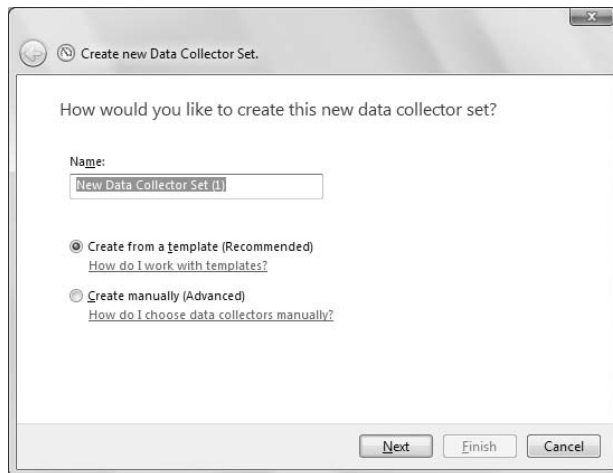 Create new Data Collector Set.
How would you like to create this new data collector set?
Name:
New Data Collector Set (1)
Create from a template (Recommended)
How do I work with templates?
Create manually (Advanced)
How do I choose data collectors manually?
Next Finish Cancel